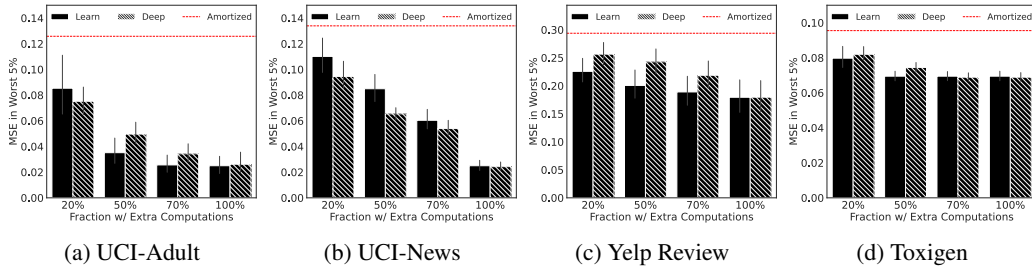 Learn Deep Amortized
0.14
0.12
0.10
0.08
0.06
0.04
0.02
0.00
MSE in Worst 5%
20% 50% 70% 100%
Fraction w/ Extra Computations
(a) UCI-Adult
Learn Deep Amortized
0.14
0.12
0.10
0.08
0.06
0.04
0.02
0.00
MSE in Worst 5%
20% 50% 70% 100%
Fraction w/ Extra Computations
(b) UCI-News
Learn Deep Amortized
0.30
0.25
0.20
0.15
0.10
0.05
0.00
MSE in Worst 5%
20% 50% 70% 100%
Fraction w/ Extra Computations
(c) Yelp Review
Learn Deep Amortized
0.10
0.08
0.06
0.04
0.02
0.00
MSE in Worst 5%
20% 50% 70% 100%
Fraction w/ Extra Computations
(d) Toxigen